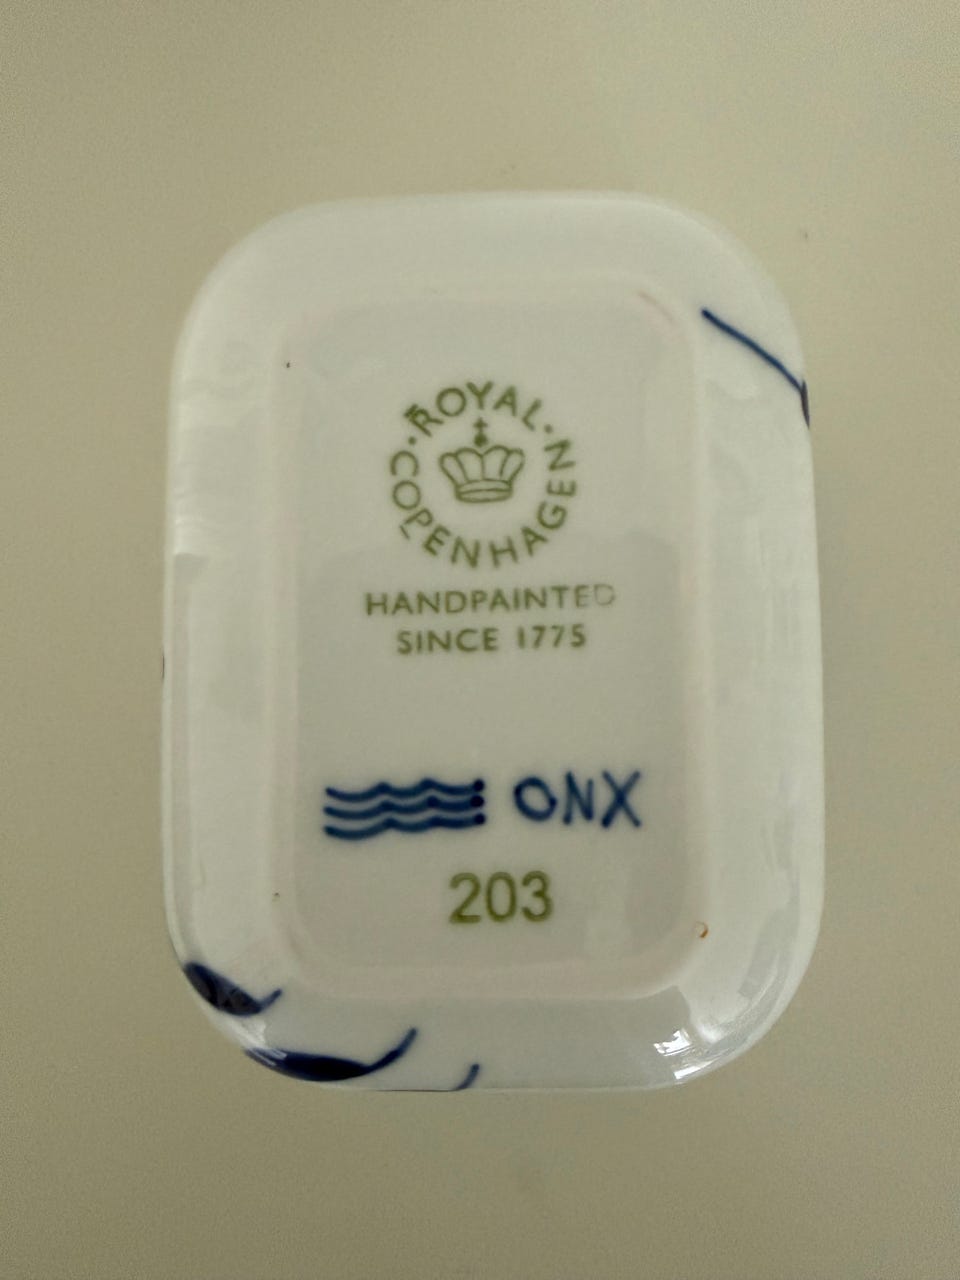 ROYAL · COPENHAGEN ·
HANDPAINTED
SINCE 1775
ONX
203